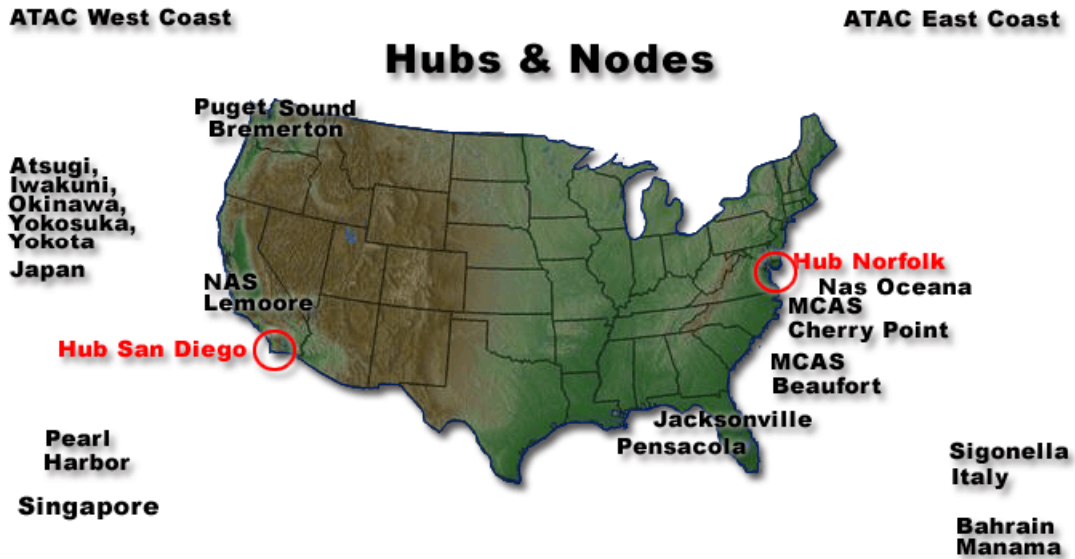 ATAC West Coast
ATAC East Coast
Hubs & Nodes
Puget Sound
Bremerton
Atsugi,
Iwakuni,
Okinawa,
Yokosuka,
Yokota
Japan
NAS
Lemoore
Hub San Diego
Hub Norfolk
Nas Oceana
MCAS
Cherry Point
MCAS
Beaufort
Jacksonville
Pensacola
Pearl
Harbor
Singapore
Sigonella
Italy
Bahrain
Manama